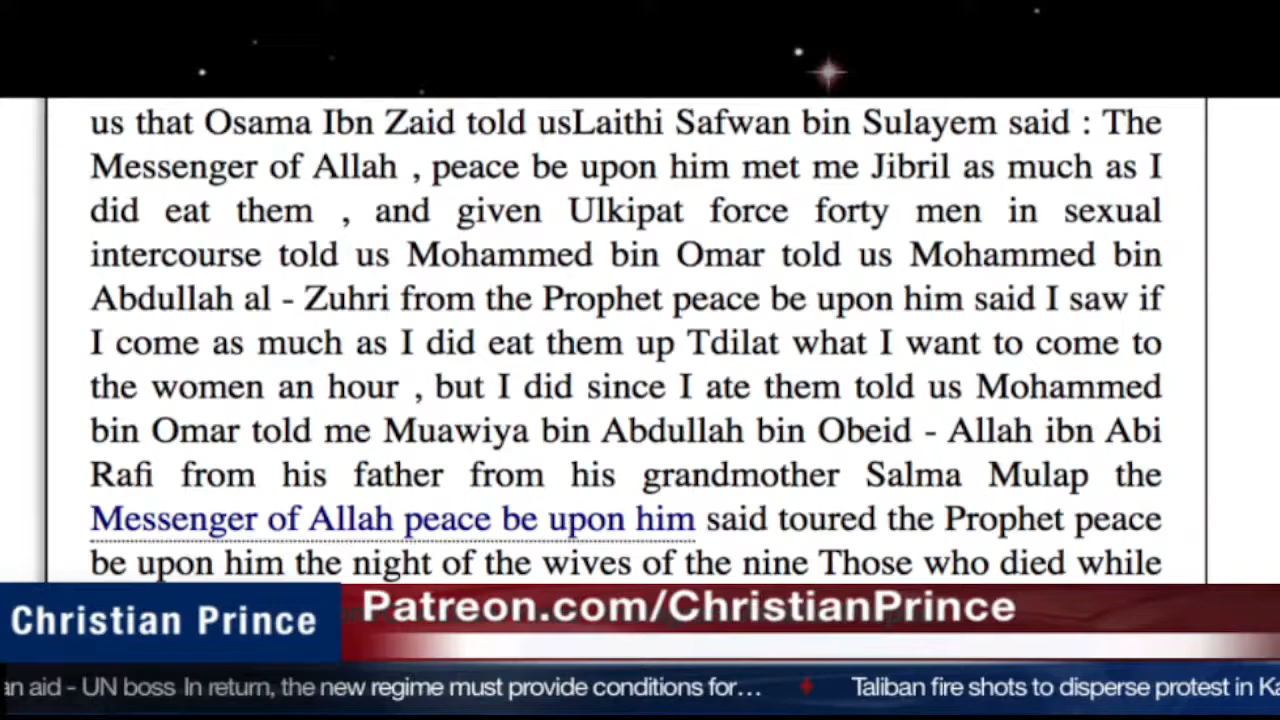 us that Osama Ibn Zaid told usLaithi Safwan bin Sulayem said : The
Messenger of Allah , peace be upon him met me Jibril as much as I
did eat them , and given Ulkipat force forty men in sexual
intercourse told us Mohammed bin Omar told us Mohammed bin
Abdullah al - Zuhri from the Prophet peace be upon him said I saw if
I come as much as I did eat them up Tdilat what I want to come to
the women an hour , but I did since I ate them told us Mohammed
bin Omar told me Muawiya bin Abdullah bin Obeid - Allah ibn Abi
Rafi from his father from his grandmother Salma Mulap the
Messenger of Allah peace be upon him said toured the Prophet peace
be upon him the night of the wives of the nine Those who died while
Christian Prince
Patreon.com/ChristianPrince
an aid - UN boss In return, the new regime must provide conditions for… Taliban fire shots to disperse protest in Ka